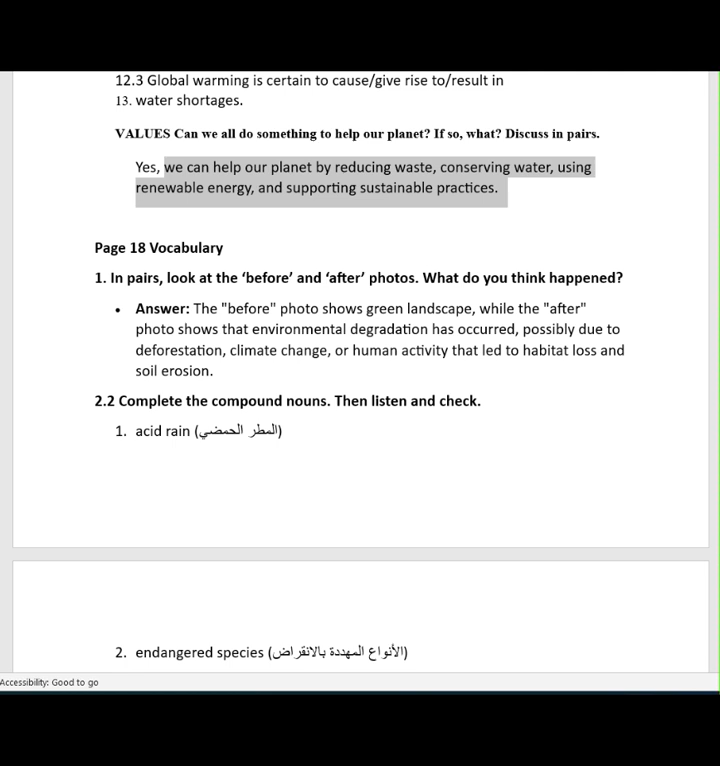 12.3 Global warming is certain to cause/give rise to/result in
13. water shortages.
VALUES Can we all do something to help our planet? If so, what? Discuss in pairs.
Yes, we can help our planet by reducing waste, conserving water, using
renewable energy, and supporting sustainable practices.
Page 18 Vocabulary
1. In pairs, look at the ‘before’ and ‘after’ photos. What do you think happened?
• Answer: The "before" photo shows green landscape, while the "after"
photo shows that environmental degradation has occurred, possibly due to
deforestation, climate change, or human activity that led to habitat loss and
soil erosion.
2.2 Complete the compound nouns. Then listen and check.
1. acid rain (المطر الحمضي)
2. endangered species (الأنواع المهددة بالانقراض)
Accessibility: Good to go